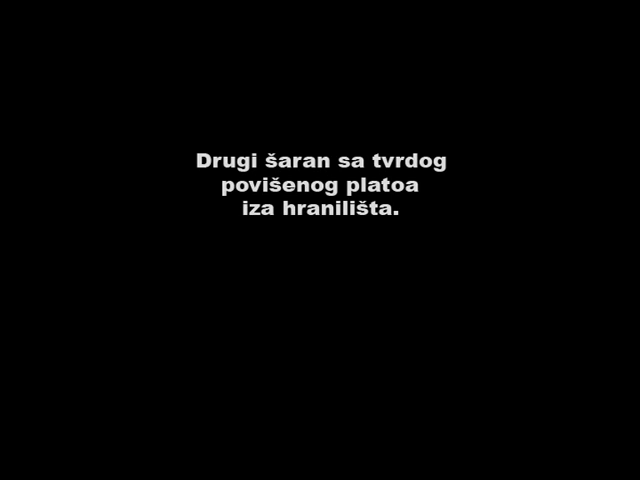 Drugi šaran sa tvrdog
povišenog platoa
iza hranilišta.